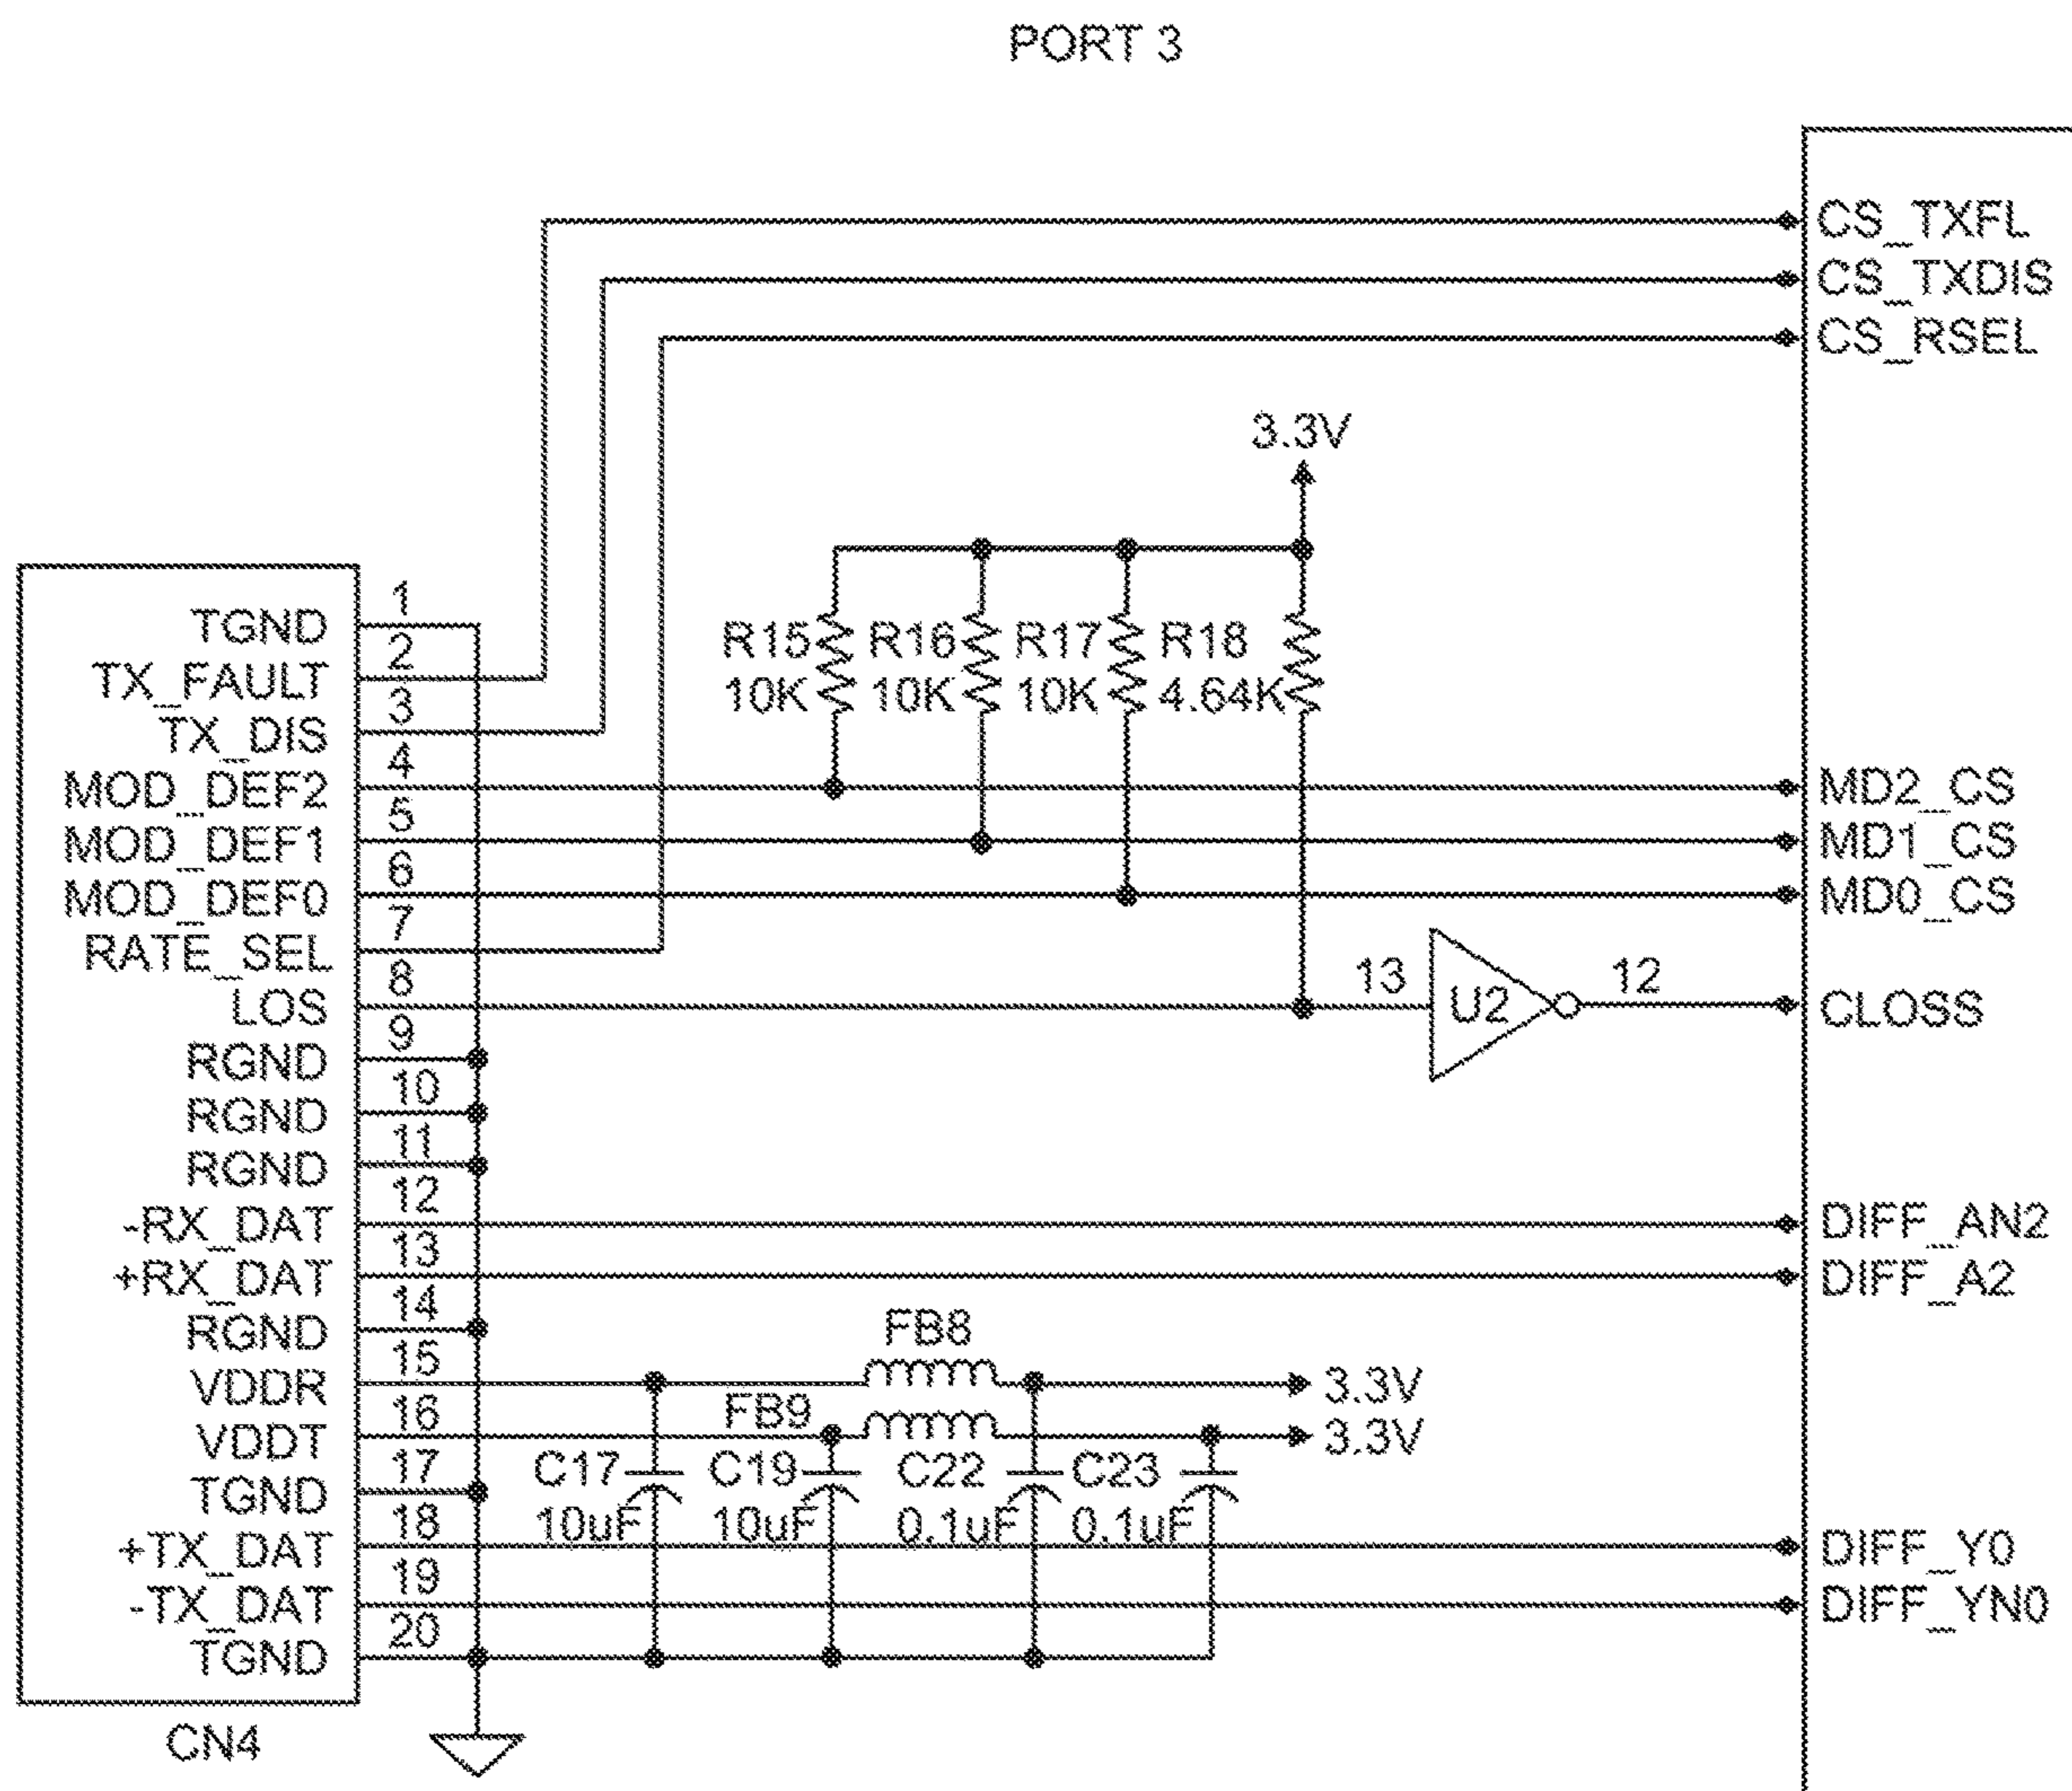 PORT 3
CS_TXFL
CS_TXDIS
CS_RSEL
3.3V
1
TGND
2
TX_FAULT
3
TX_DIS
4
MOD_DEF2
5
MOD_DEF1
6
MOD_DEF0
7
RATE_SEL
8
LOS
9
RGND
10
RGND
11
RGND
12
-RX_DAT
13
+RX_DAT
14
RGND
15
VDDR
16
VDDT
17
TGND
18
+TX_DAT
19
-TX_DAT
20
TGND
CN4
R15
10K
R16
10K
R17
10K
R18
4.64K
MD2_CS
MD1_CS
MD0_CS
13
U2
12
CLOSS
DIFF_AN2
DIFF_A2
FB8
3.3V
FB9
3.3V
C17
10uF
C19
10uF
C22
0.1uF
C23
0.1uF
DIFF_Y0
DIFF_YN0